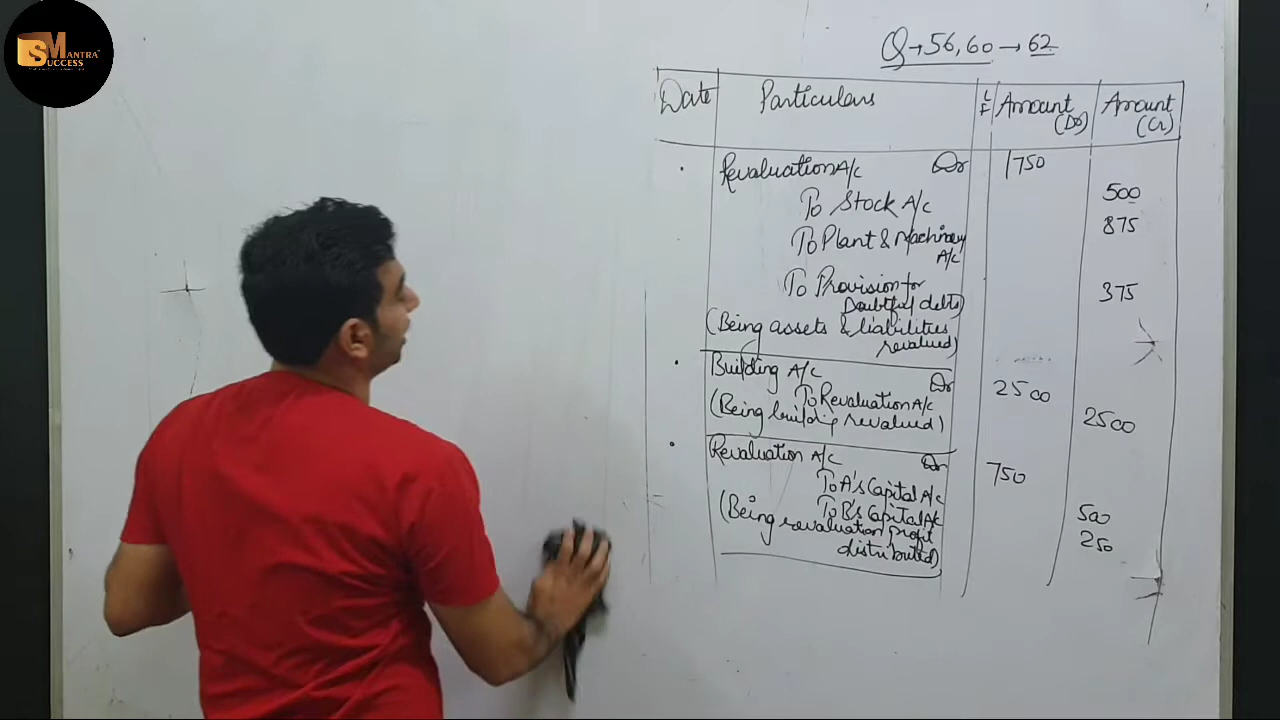 SUCCESS MANTRA
Q→56,60→62
Date Particulars L F Amount (Dr) Amount (Cr)
Revaluation A/c Dr 1750
To Stock A/c 500
To Plant & Machinery A/c 875
To Provision for Doubtful debts 375
(Being assets & liabilities
revalued)
Building A/c Dr 2500
To Revaluation A/c 2500
(Being building revalued)
Revaluation A/c Dr 750
To A's Capital A/c 500
To B's Capital A/c 250
(Being revaluation profit
distributed)